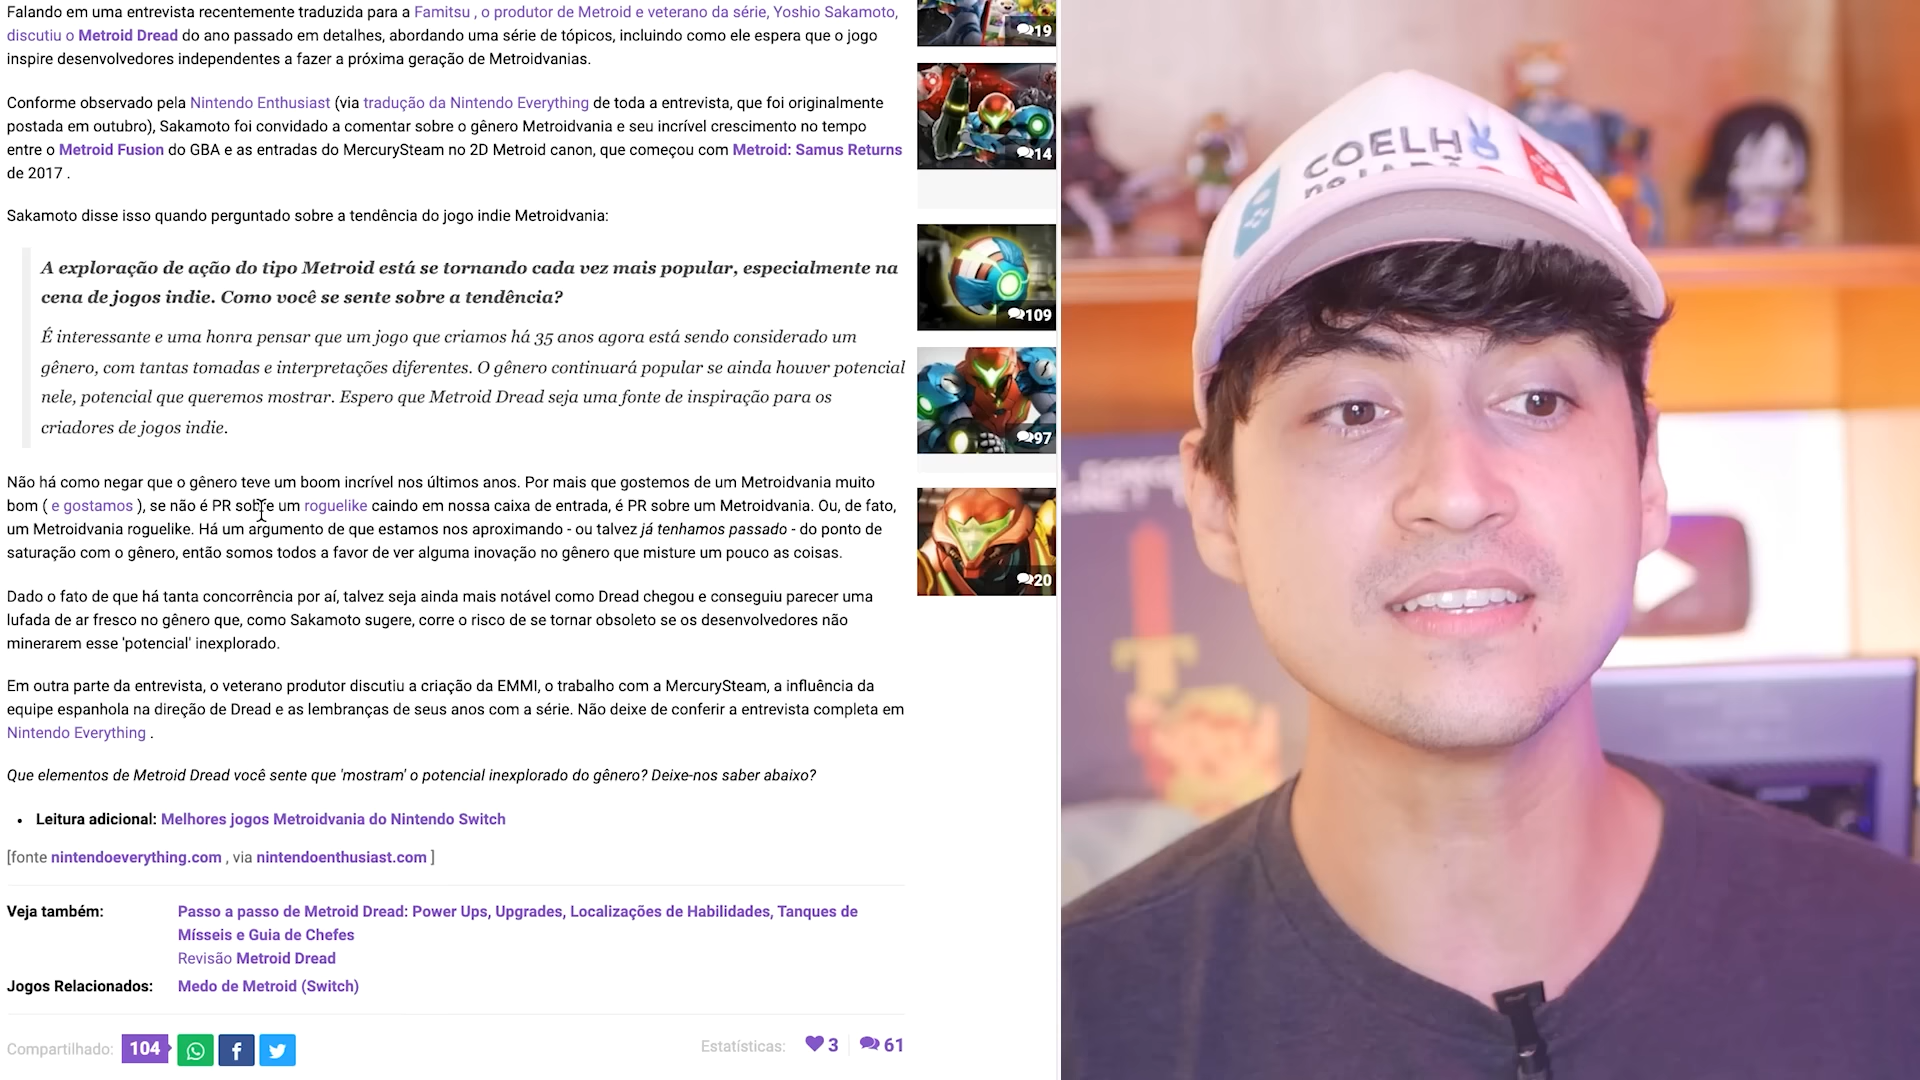 Falando em uma entrevista recentemente traduzida para a Famitsu , o produtor de Metroid e veterano da série, Yoshio Sakamoto,
discutiu o Metroid Dread do ano passado em detalhes, abordando uma série de tópicos, incluindo como ele espera que o jogo
inspire desenvolvedores independentes a fazer a próxima geração de Metroidvanias.
Conforme observado pela Nintendo Enthusiast (via tradução da Nintendo Everything de toda a entrevista, que foi originalmente
postada em outubro), Sakamoto foi convidado a comentar sobre o gênero Metroidvania e seu incrível crescimento no tempo
entre o Metroid Fusion do GBA e as entradas do MercurySteam no 2D Metroid canon, que começou com Metroid: Samus Returns
de 2017 .
Sakamoto disse isso quando perguntado sobre a tendência do jogo indie Metroidvania:
A exploração de ação do tipo Metroid está se tornando cada vez mais popular, especialmente na
cena de jogos indie. Como você se sente sobre a tendência?
É interessante e uma honra pensar que um jogo que criamos há 35 anos agora está sendo considerado um
gênero, com tantas tomadas e interpretações diferentes. O gênero continuará popular se ainda houver potencial
nele, potencial que queremos mostrar. Espero que Metroid Dread seja uma fonte de inspiração para os
criadores de jogos indie.
Não há como negar que o gênero teve um boom incrível nos últimos anos. Por mais que gostemos de um Metroidvania muito
bom ( e gostamos ), se não é PR sobre um roguelike caindo em nossa caixa de entrada, é PR sobre um Metroidvania. Ou, de fato,
um Metroidvania roguelike. Há um argumento de que estamos nos aproximando - ou talvez já tenhamos passado - do ponto de
saturação com o gênero, então somos todos a favor de ver alguma inovação no gênero que misture um pouco as coisas.
Dado o fato de que há tanta concorrência por aí, talvez seja ainda mais notável como Dread chegou e conseguiu parecer uma
lufada de ar fresco no gênero que, como Sakamoto sugere, corre o risco de se tornar obsoleto se os desenvolvedores não
minerarem esse 'potencial' inexplorado.
Em outra parte da entrevista, o veterano produtor discutiu a criação da EMMI, o trabalho com a MercurySteam, a influência da
equipe espanhola na direção de Dread e as lembranças de seus anos com a série. Não deixe de conferir a entrevista completa em
Nintendo Everything .
Que elementos de Metroid Dread você sente que 'mostram' o potencial inexplorado do gênero? Deixe-nos saber abaixo?
• Leitura adicional: Melhores jogos Metroidvania do Nintendo Switch
[fonte nintendoeverything.com , via nintendoenthusiast.com ]
Veja também: Passo a passo de Metroid Dread: Power Ups, Upgrades, Localizações de Habilidades, Tanques de
Mísseis e Guia de Chefes
Revisão Metroid Dread
Jogos Relacionados: Medo de Metroid (Switch)
Compartilhado: 104
Estatísticas: 3 61
19
14
109
97
20
COELHO
no